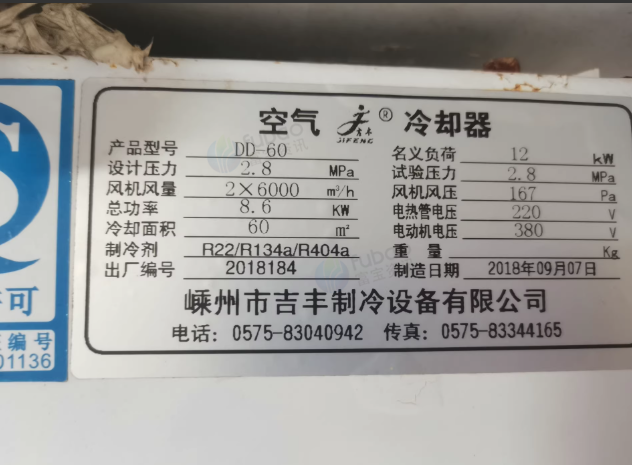 空气 JIFENG ® 冷却器
产品型号 DD-60 名义负荷 12 kW
设计压力 2.8 MPa 试验压力 2.8 MPa
风机风量 2×6000 m³/h 风机风压 167 Pa
总功率 8.6 KW 电热管电压 220 V
冷却面积 60 m² 电动机电压 380 V
制冷剂 R22/R134a/R404a 重量 Kg
出厂编号 2018184 制造日期 2018年09月07日
嵊州市吉丰制冷设备有限公司
电话: 0575-83040942 传真: 0575-83344165
可
编号
01136